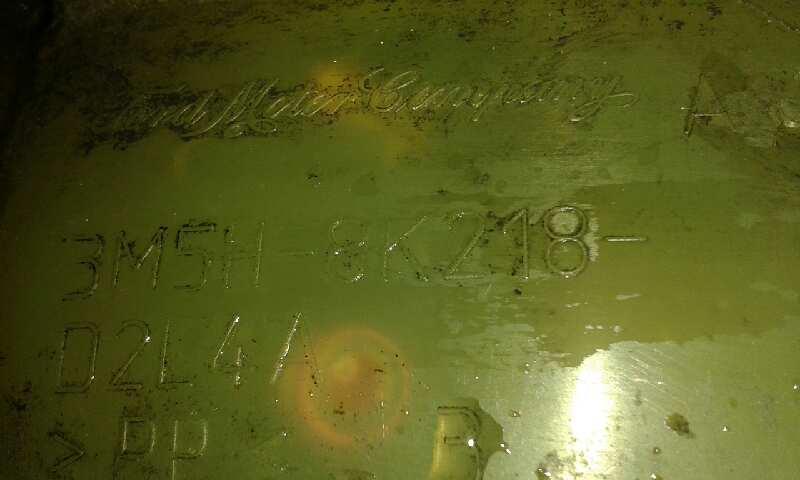 Ford Motor Company A
3M5H-8K218-
D2L4A
>PP< B